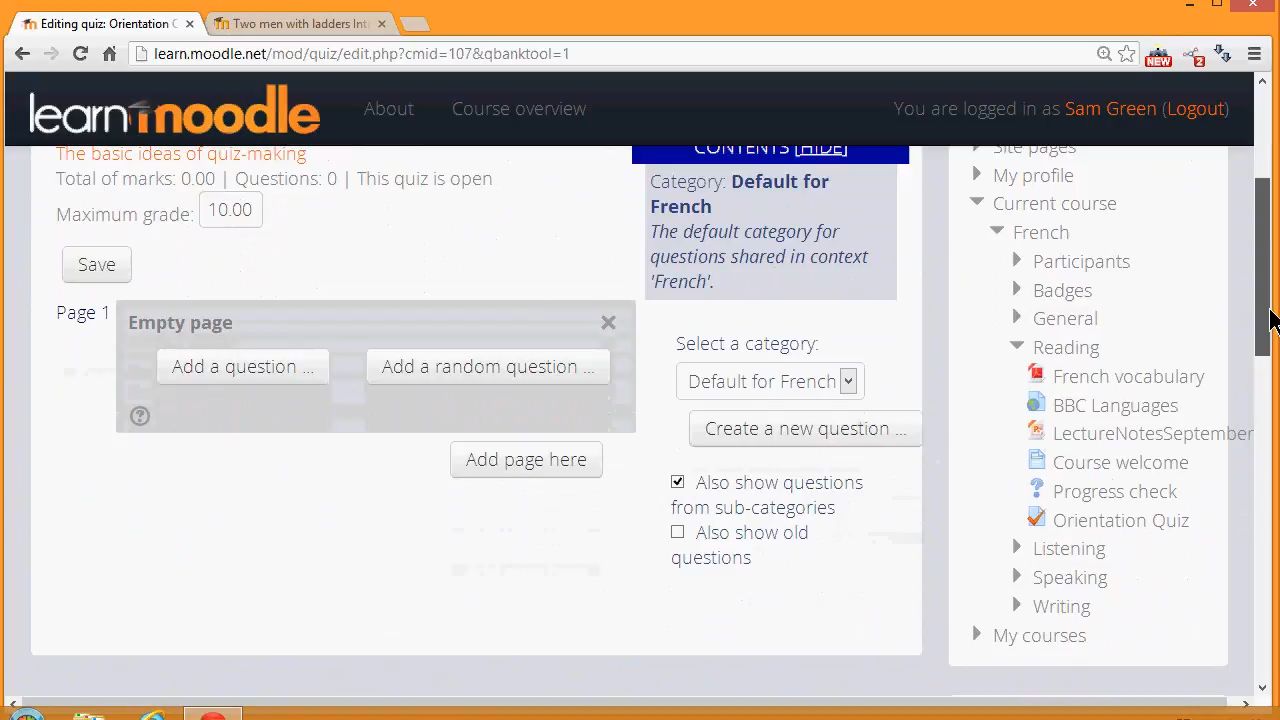 Editing quiz: Orientation
Two men with ladders Int
learn.moodle.net/mod/quiz/edit.php?cmid=107&qbanktool=1
NEW
2
learn moodle
About
Course overview
You are logged in as Sam Green (Logout)
The basic ideas of quiz-making
Total of marks: 0.00 | Questions: 0 | This quiz is open
Maximum grade: 10.00
Save
Page 1
Empty page
Add a question ...
Add a random question ...
Add page here
CONTENTS [HIDE]
Category: Default for
French
The default category for
questions shared in context
'French'.
Select a category:
Default for French
Create a new question ...
Also show questions
from sub-categories
Also show old
questions
Site pages
My profile
Current course
French
Participants
Badges
General
Reading
French vocabulary
BBC Languages
LectureNotesSeptember
Course welcome
Progress check
Orientation Quiz
Listening
Speaking
Writing
My courses